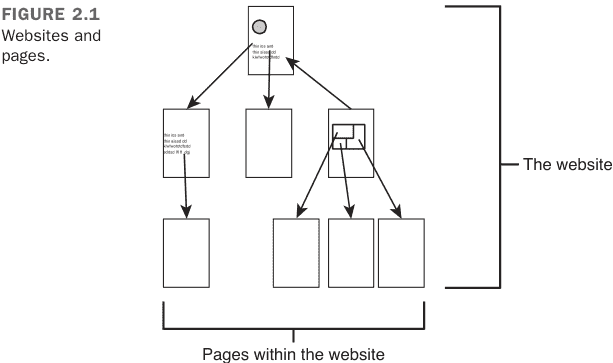 FIGURE 2.1
Websites and
pages.
The website
Pages within the website